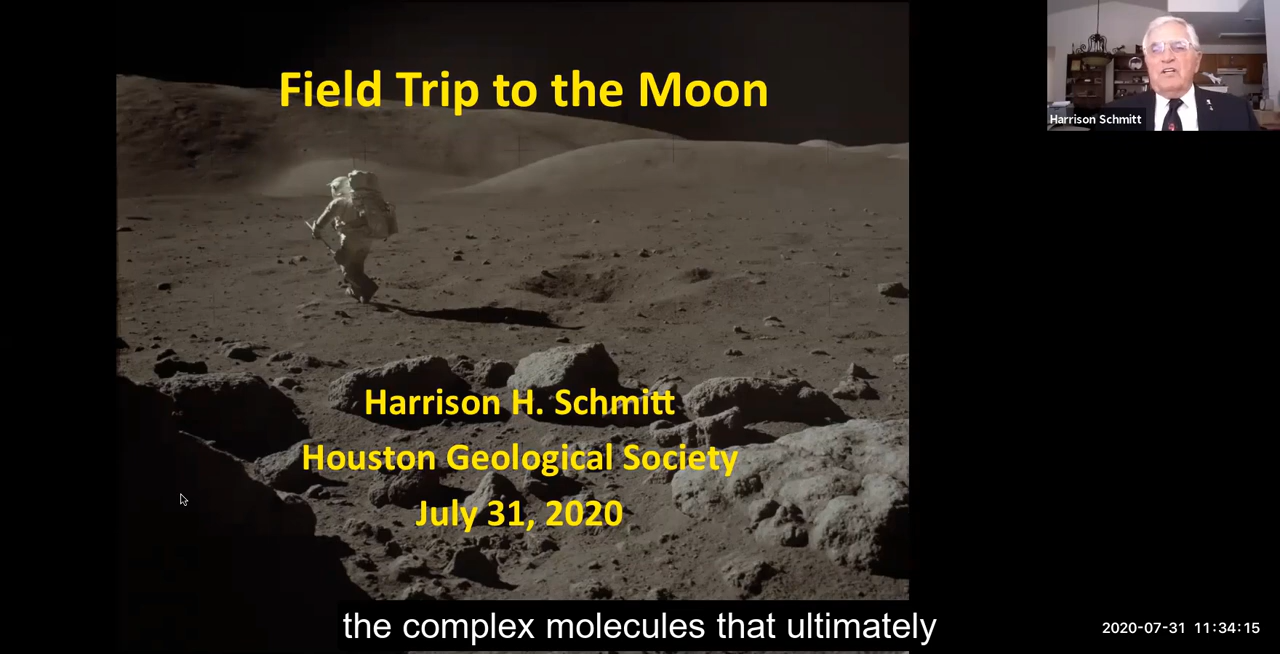 Field Trip to the Moon
Harrison Schmitt
Harrison H. Schmitt
Houston Geological Society
July 31, 2020
the complex molecules that ultimately
2020-07-31 11:34:15